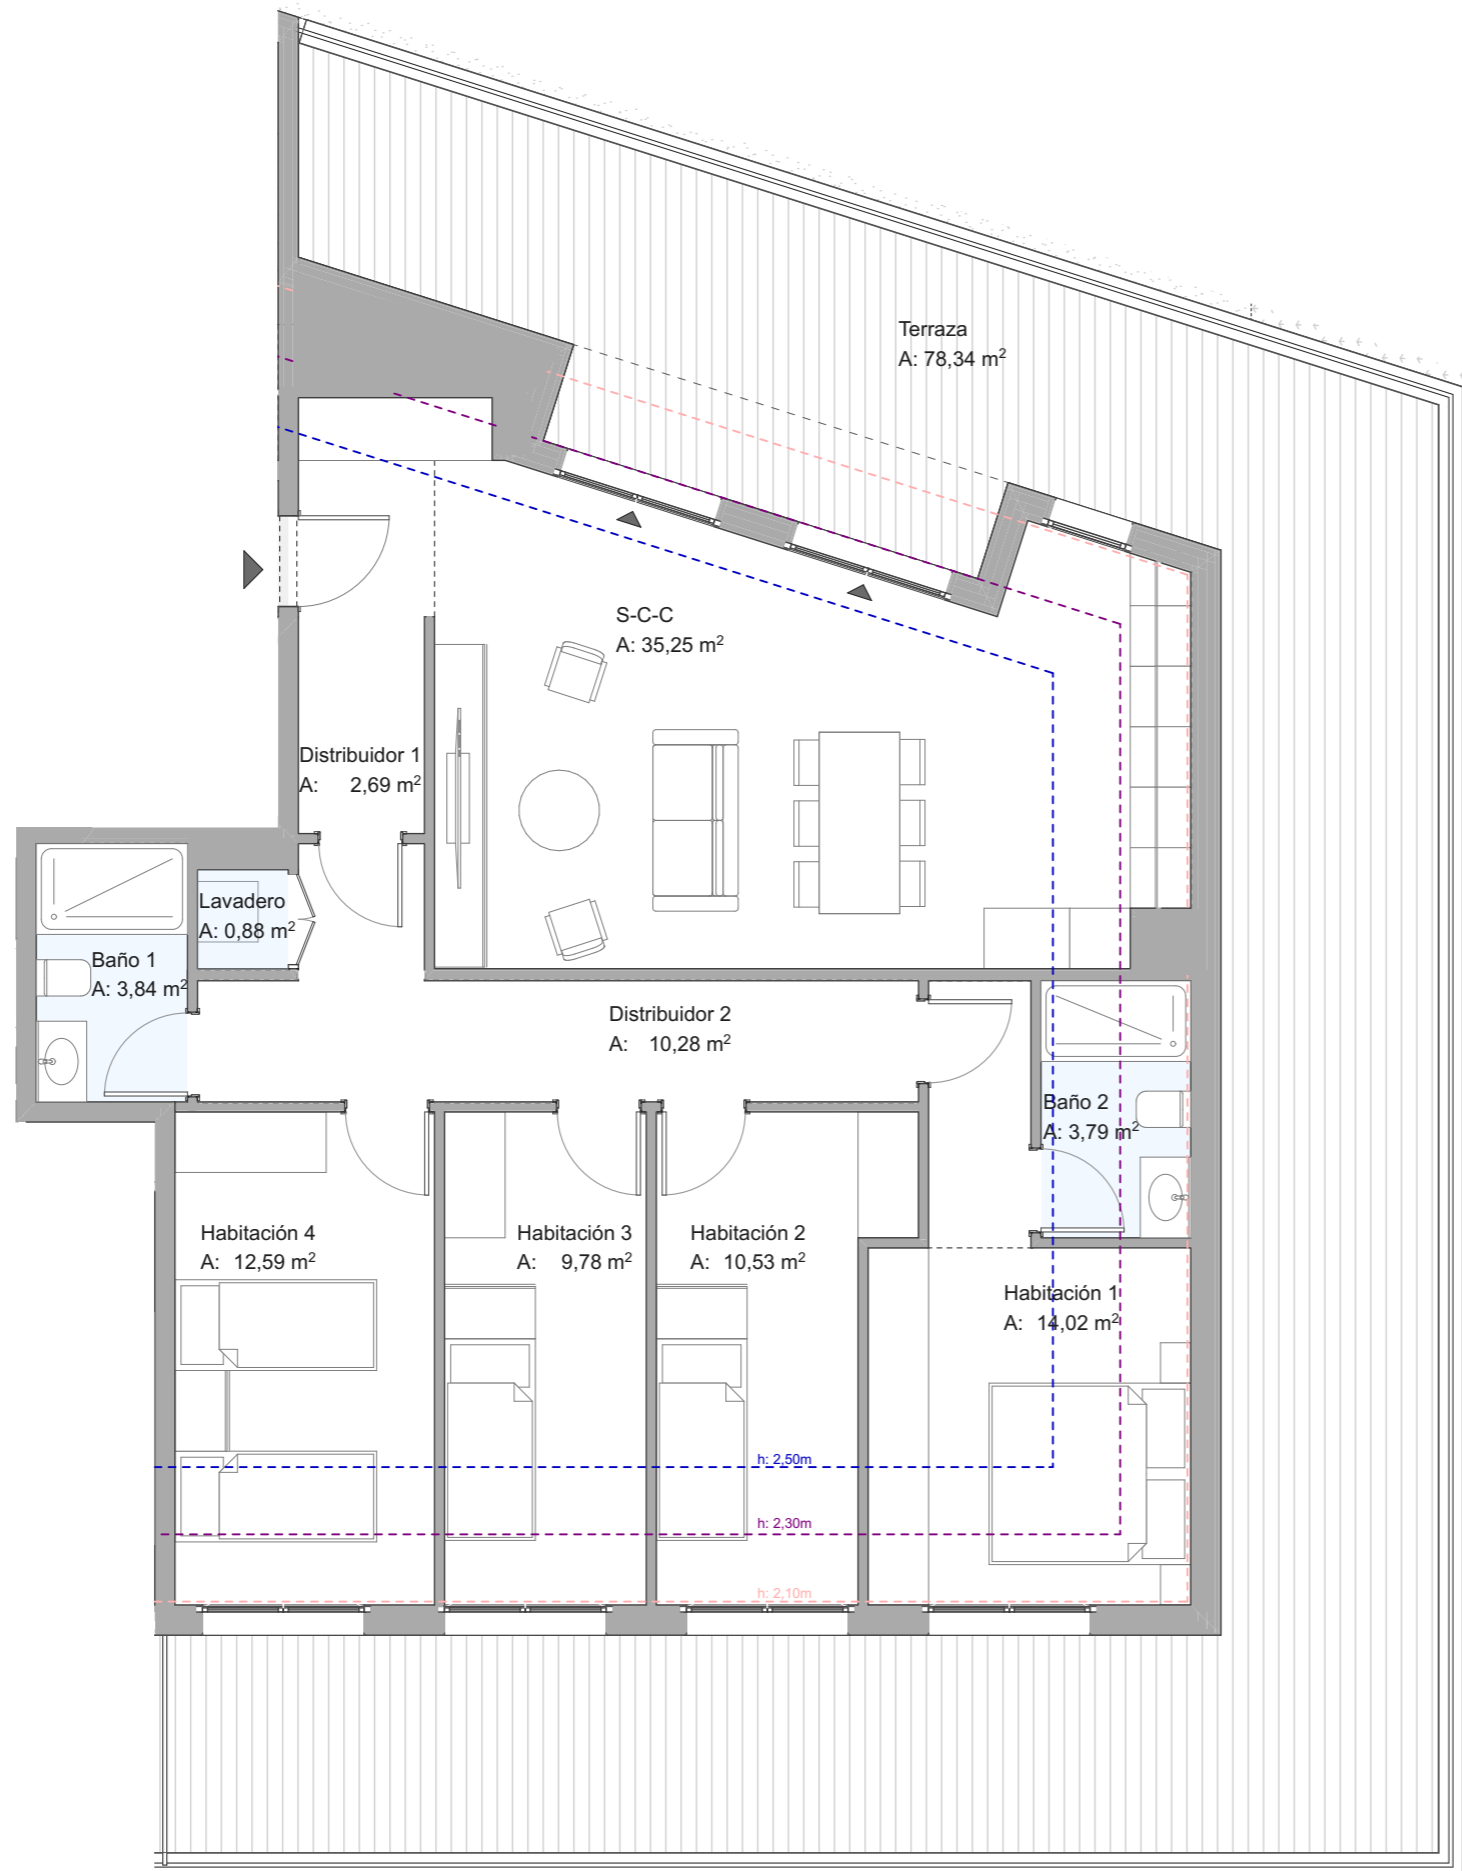 Terraza
A: 78,34 m²
S-C-C
A: 35,25 m²
Distribuidor 1
A: 2,69 m²
Lavadero
A: 0,88 m²
Baño 1
A: 3,84 m²
Distribuidor 2
A: 10,28 m²
Baño 2
A: 3,79 m²
Habitación 4
A: 12,59 m²
Habitación 3
A: 9,78 m²
Habitación 2
A: 10,53 m²
Habitación 1
A: 14,02 m²
h: 2,50m
h: 2,30m
h: 2,10m